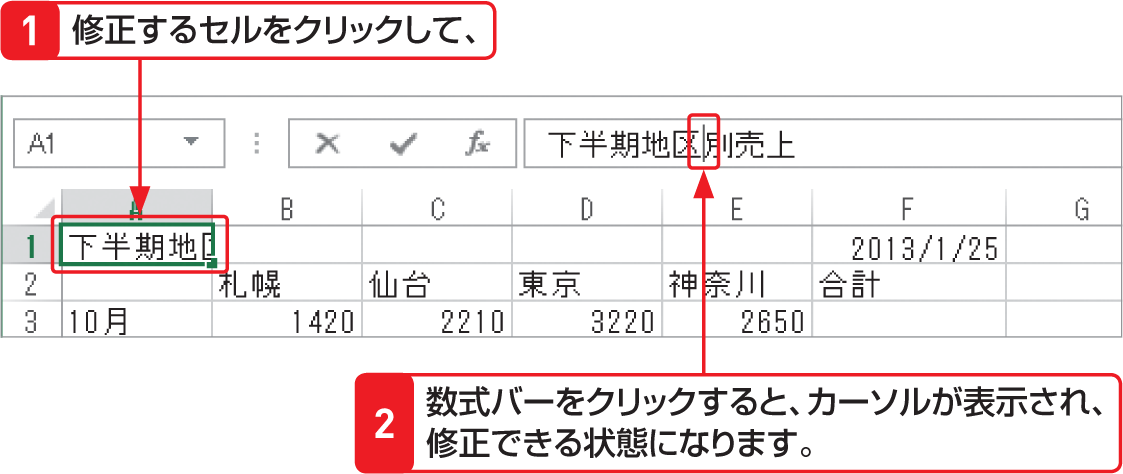 1 修正するセルをクリックして、
A1 fx 下半期地区別売上
A B C D E F G
1 下半期地区 2013/1/25
2 札幌 仙台 東京 神奈川 合計
3 10月 1420 2210 3220 2650
2 数式バーをクリックすると、カーソルが表示され、
修正できる状態になります。